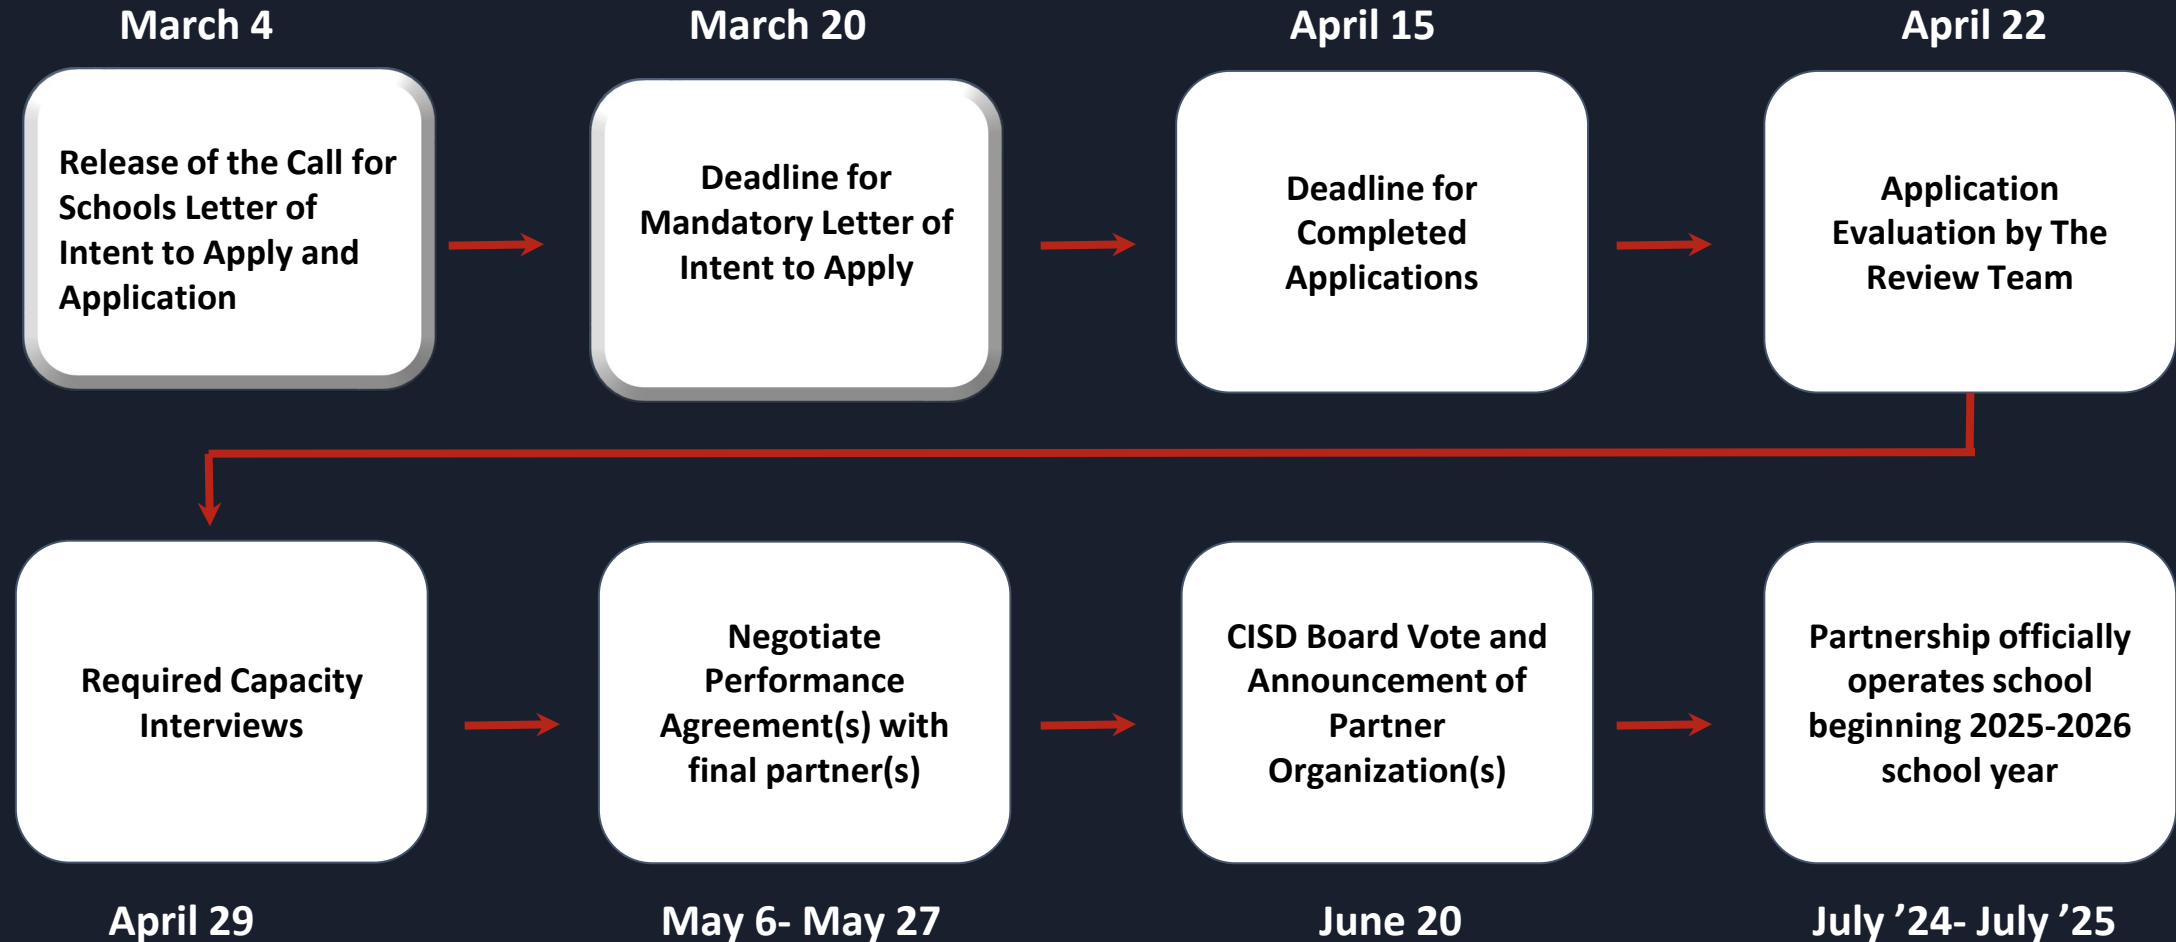 March 4
Release of the Call for
Schools Letter of
Intent to Apply and
Application
March 20
Deadline for
Mandatory Letter of
Intent to Apply
April 15
Deadline for
Completed
Applications
April 22
Application
Evaluation by The
Review Team
Required Capacity
Interviews
April 29
Negotiate
Performance
Agreement(s) with
final partner(s)
May 6- May 27
CISD Board Vote and
Announcement of
Partner
Organization(s)
June 20
Partnership officially
operates school
beginning 2025-2026
school year
July ’24- July ’25